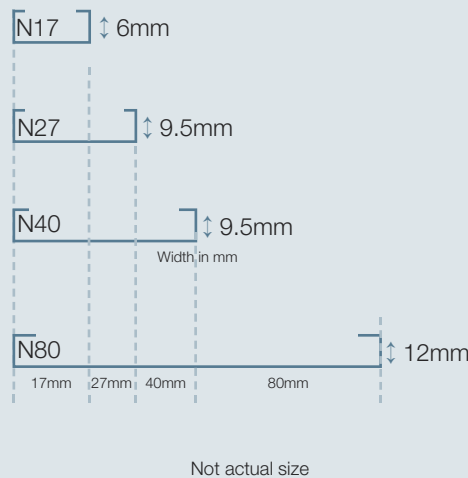 N17 6mm
N27 9.5mm
N40 9.5mm
Width in mm
N80 12mm
17mm 27mm 40mm 80mm
Not actual size